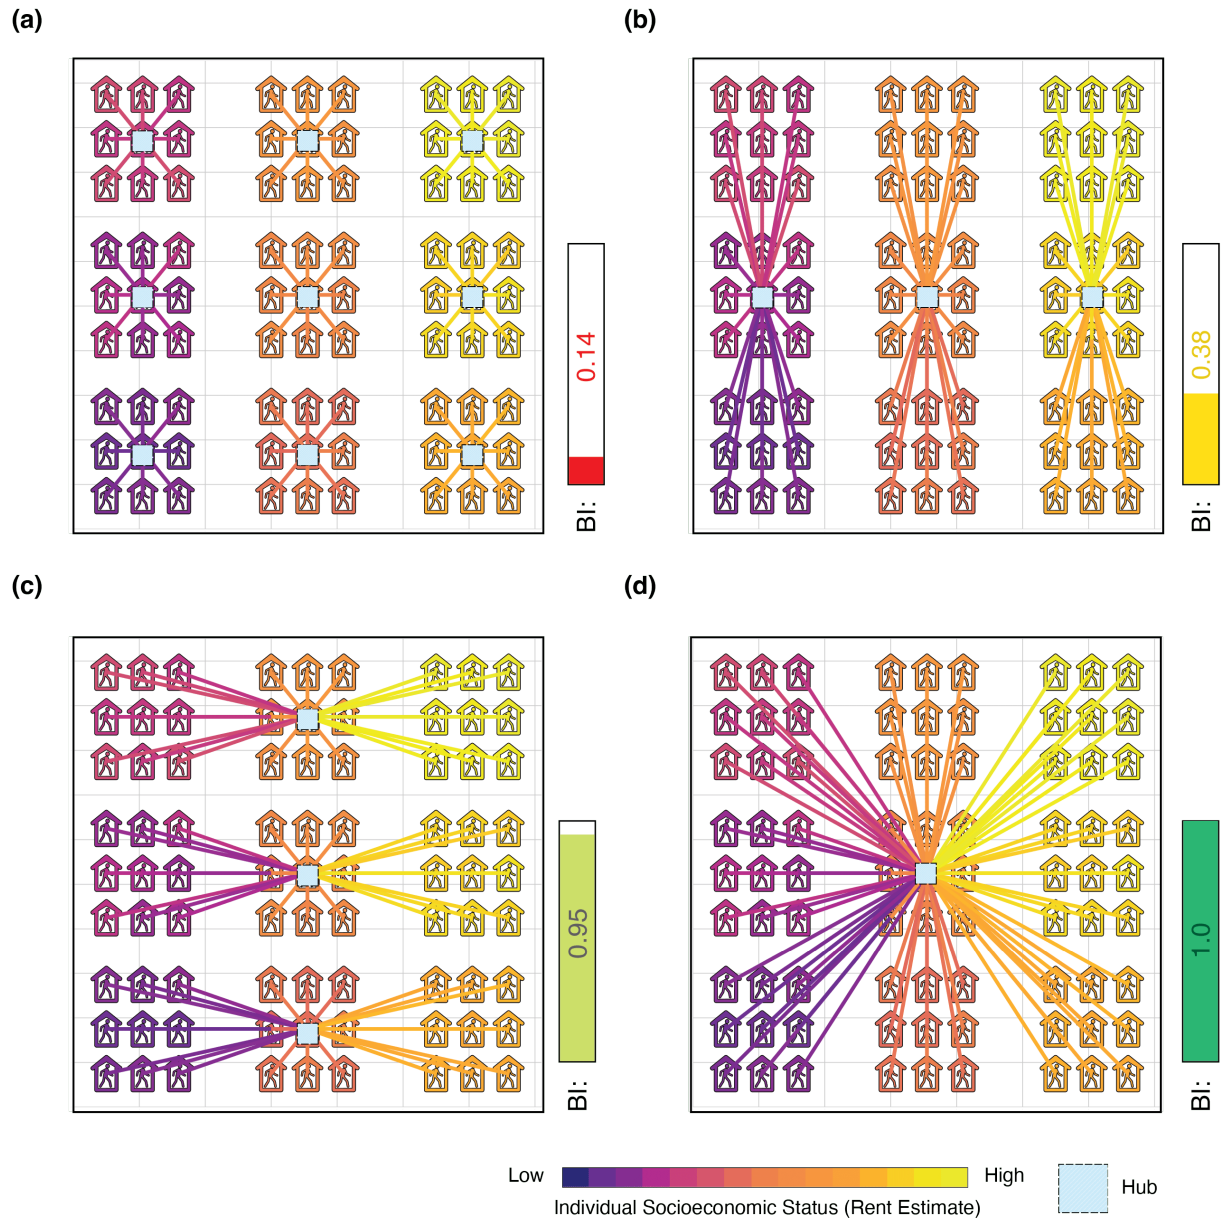 (a)
(b)
0.14
BI:
0.38
BI:
(c)
(d)
0.95
BI:
1.0
BI:
Low
High
Individual Socioeconomic Status (Rent Estimate)
Hub